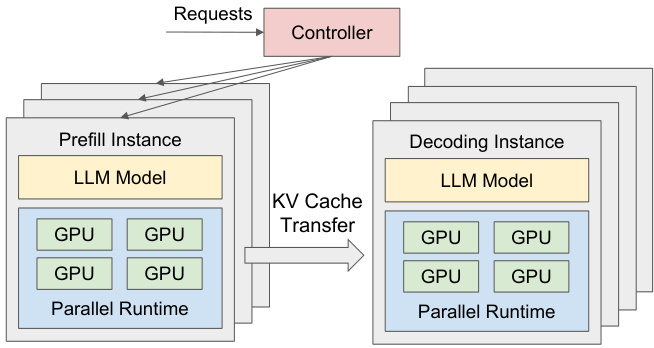 Requests
Controller
Prefill Instance
LLM Model
GPU GPU
GPU GPU
Parallel Runtime
KV Cache
Transfer
Decoding Instance
LLM Model
GPU GPU
GPU GPU
Parallel Runtime